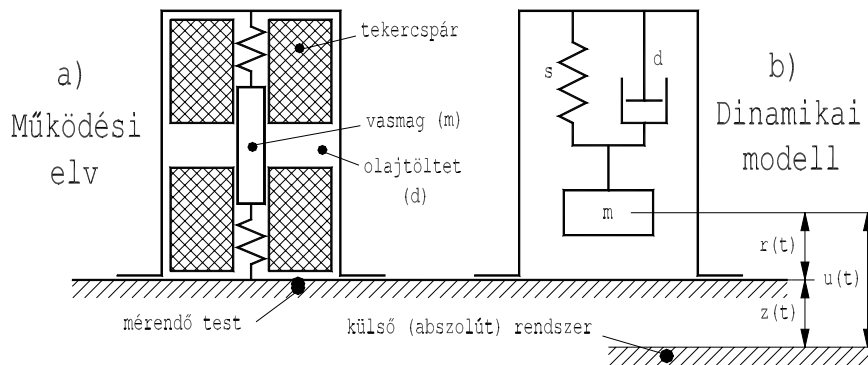 a)
Működési
elv
tekercspár
vasmag (m)
olajtöltet
(d)
mérendő test
s
d
m
b)
Dinamikai
modell
r(t)
u(t)
z(t)
külső (abszolút) rendszer